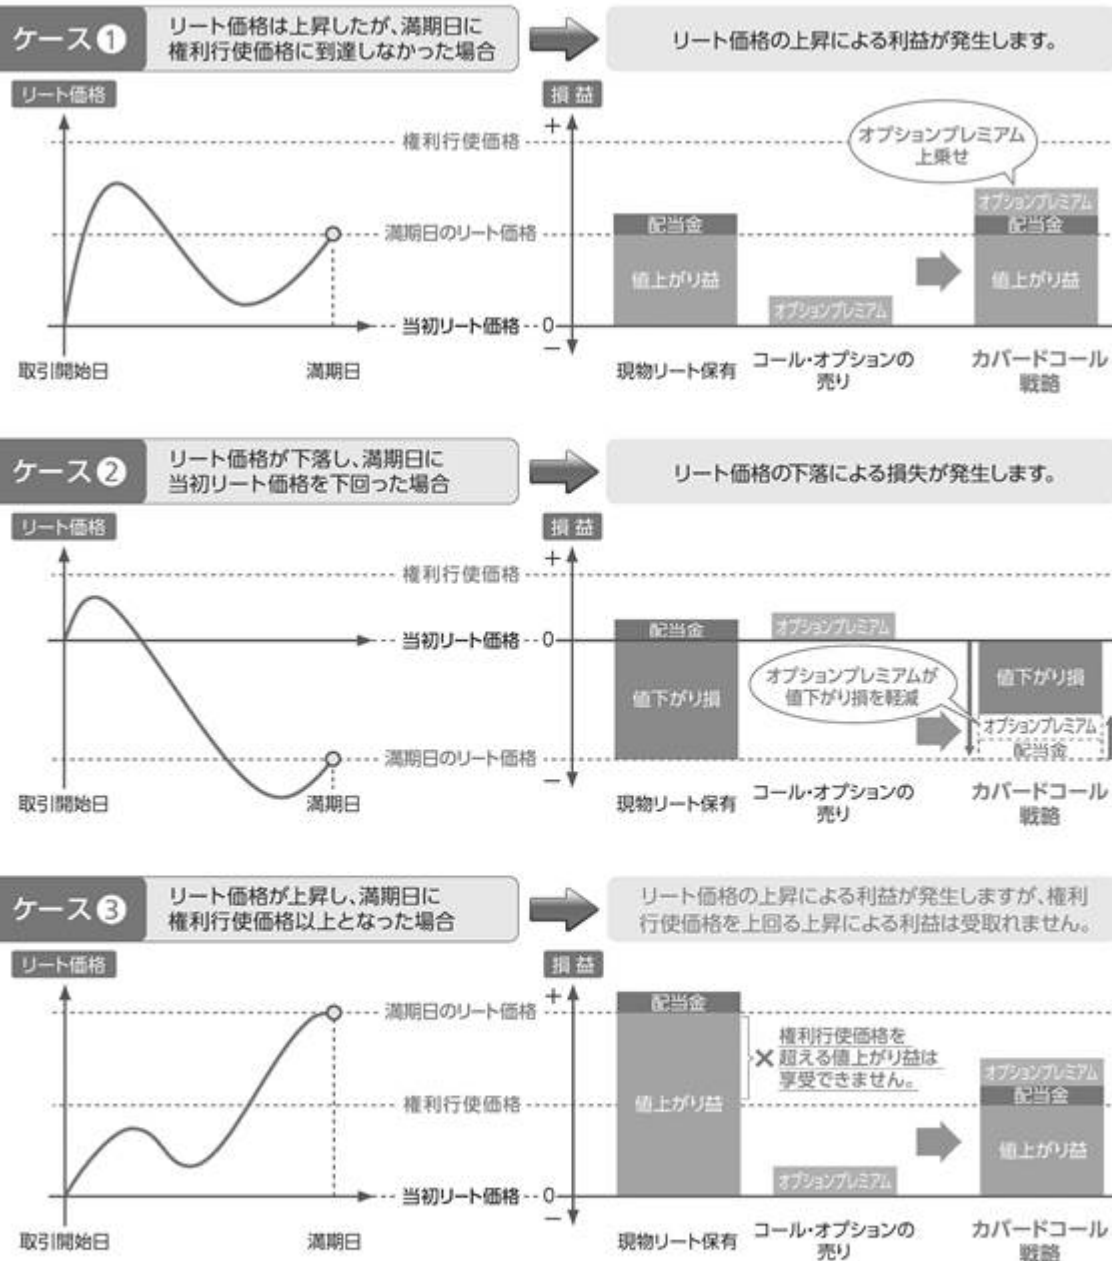 ケース❶
リート価格は上昇したが、満期日に
権利行使価格に到達しなかった場合
リート価格の上昇による利益が発生します。
リート価格
損益
+
権利行使価格
オプションプレミアム
上乗せ
オプションプレミアム
配当金
配当金
満期日のリート価格
値上がり益
値上がり益
オプションプレミアム
当初リート価格
0
−
取引開始日
満期日
現物リート保有
コール・オプションの
売り
カバードコール
戦略
ケース❷
リート価格が下落し、満期日に
当初リート価格を下回った場合
リート価格の下落による損失が発生します。
リート価格
損益
+
権利行使価格
配当金
オプションプレミアム
当初リート価格
0
オプションプレミアムが
値下がり損を軽減
値下がり損
値下がり損
オプションプレミアム
配当金
満期日のリート価格
−
取引開始日
満期日
現物リート保有
コール・オプションの
売り
カバードコール
戦略
ケース❸
リート価格が上昇し、満期日に
権利行使価格以上となった場合
リート価格の上昇による利益が発生しますが、権利
行使価格を上回る上昇による利益は受取れません。
リート価格
損益
+
配当金
満期日のリート価格
×
権利行使価格を
超える値上がり益は
享受できません。
オプションプレミアム
配当金
権利行使価格
値上がり益
値上がり益
オプションプレミアム
当初リート価格
0
−
取引開始日
満期日
現物リート保有
コール・オプションの
売り
カバードコール
戦略